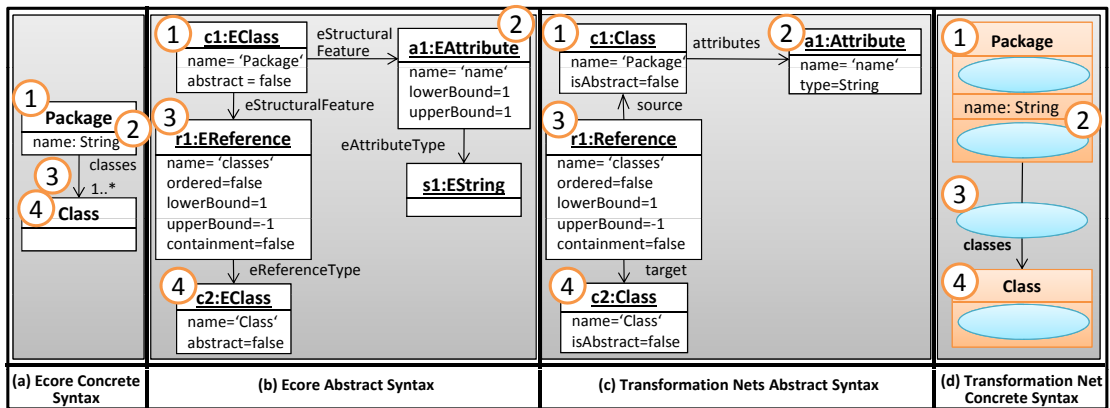 1
Package
2
name: String
classes
3
1..*
4
Class
(a) Ecore Concrete
Syntax
1
c1:EClass
name= ‘Package‘
abstract = false
eStructural
Feature
2
a1:EAttribute
name= ‘name‘
lowerBound=1
upperBound=1
eStructuralFeature
3
r1:EReference
name= ‘classes‘
ordered=false
lowerBound=1
upperBound=-1
containment=false
eAttributeType
s1:EString
eReferenceType
4
c2:EClass
name=‘Class‘
abstract=false
(b) Ecore Abstract Syntax
1
c1:Class
name= ‘Package‘
isAbstract=false
attributes
2
a1:Attribute
name= ‘name‘
type=String
source
3
r1:Reference
name= ‘classes‘
ordered=false
lowerBound=1
upperBound=-1
containment=false
target
4
c2:Class
name=‘Class‘
isAbstract=false
(c) Transformation Nets Abstract Syntax
1
Package
name: String
2
3
classes
4
Class
(d) Transformation Net
Concrete Syntax